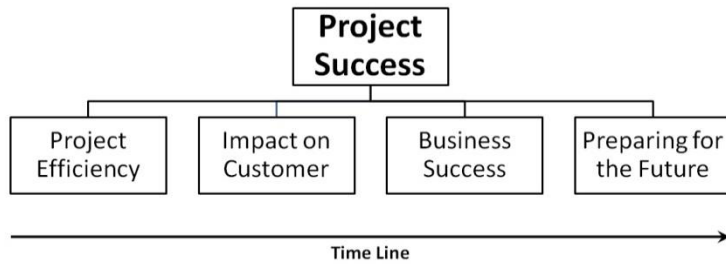 Project
Success
Project
Efficiency
Impact on
Customer
Business
Success
Preparing for
the Future
Time Line